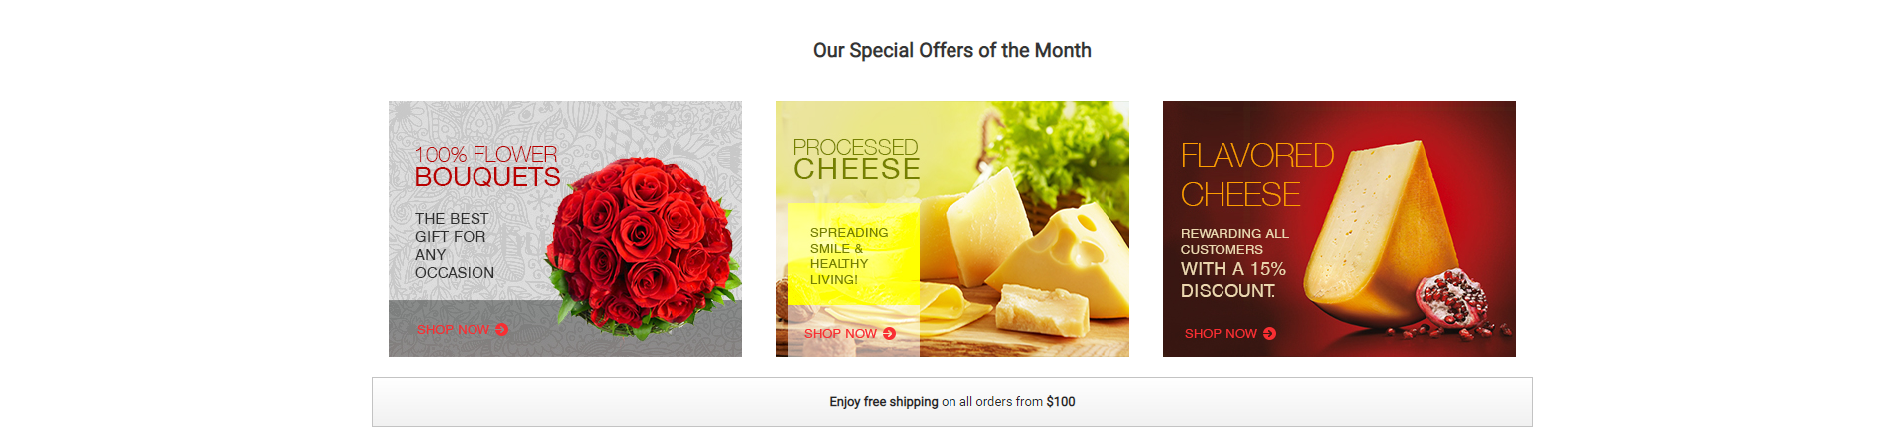 Our Special Offers of the Month
100% FLOWER
BOUQUETS
THE BEST
GIFT FOR
ANY
OCCASION
SHOP NOW
PROCESSED
CHEESE
SPREADING
SMILE &
HEALTHY
LIVING!
SHOP NOW
FLAVORED
CHEESE
REWARDING ALL
CUSTOMERS
WITH A 15%
DISCOUNT.
SHOP NOW
Enjoy free shipping on all orders from $100